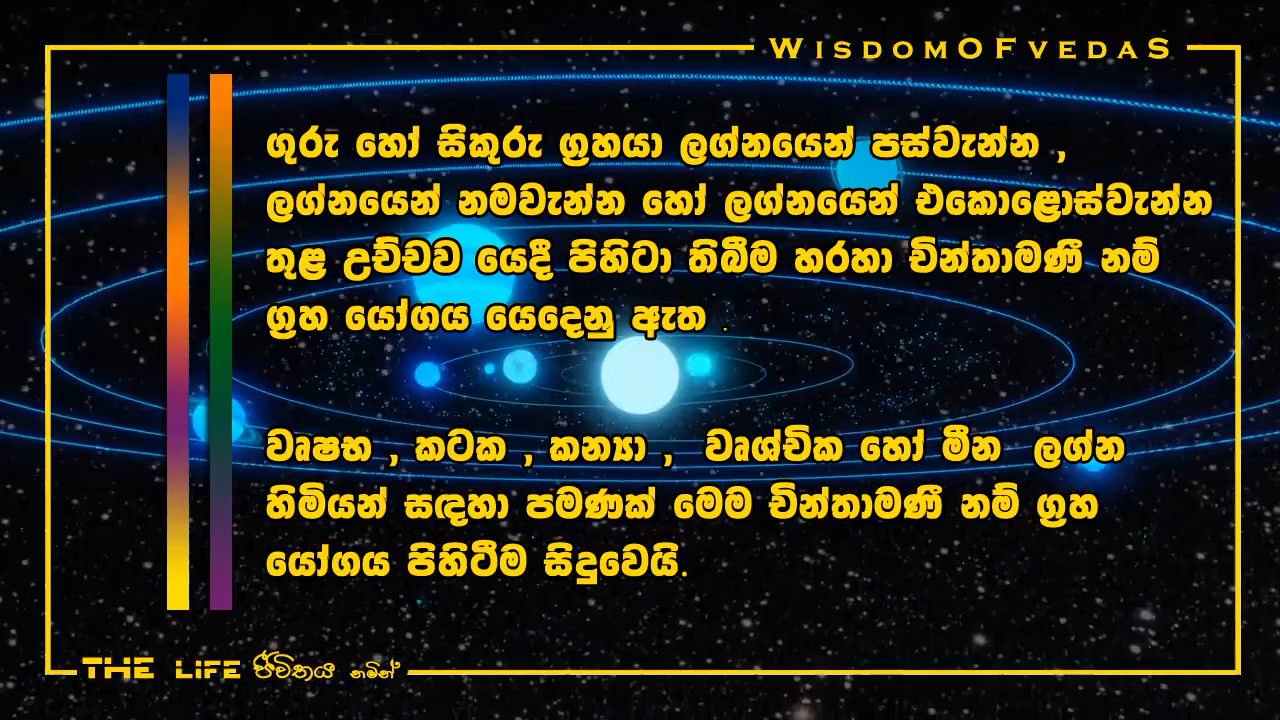 WISDOMOFVEDAS
ගුරු හෝ සිකුරු ග්‍රහයා ලග්නයෙන් පස්වැන්න ,
ලග්නයෙන් නමවැන්න හෝ ලග්නයෙන් එකොළොස්වැන්න
තුළ උච්චව යෙදී පිහිටා තිබීම හරහා චින්තාමණී නම්
ග්‍රහ යෝගය යෙදෙනු ඇත .
වෘෂභ , කටක , කන්‍යා , වෘශ්චික හෝ මීන ලග්න
හිමියන් සඳහා පමණක් මෙම චින්තාමණී නම් ග්‍රහ
යෝගය පිහිටීම සිදුවෙයි.
THE LIFE ජීවිතය නමින්